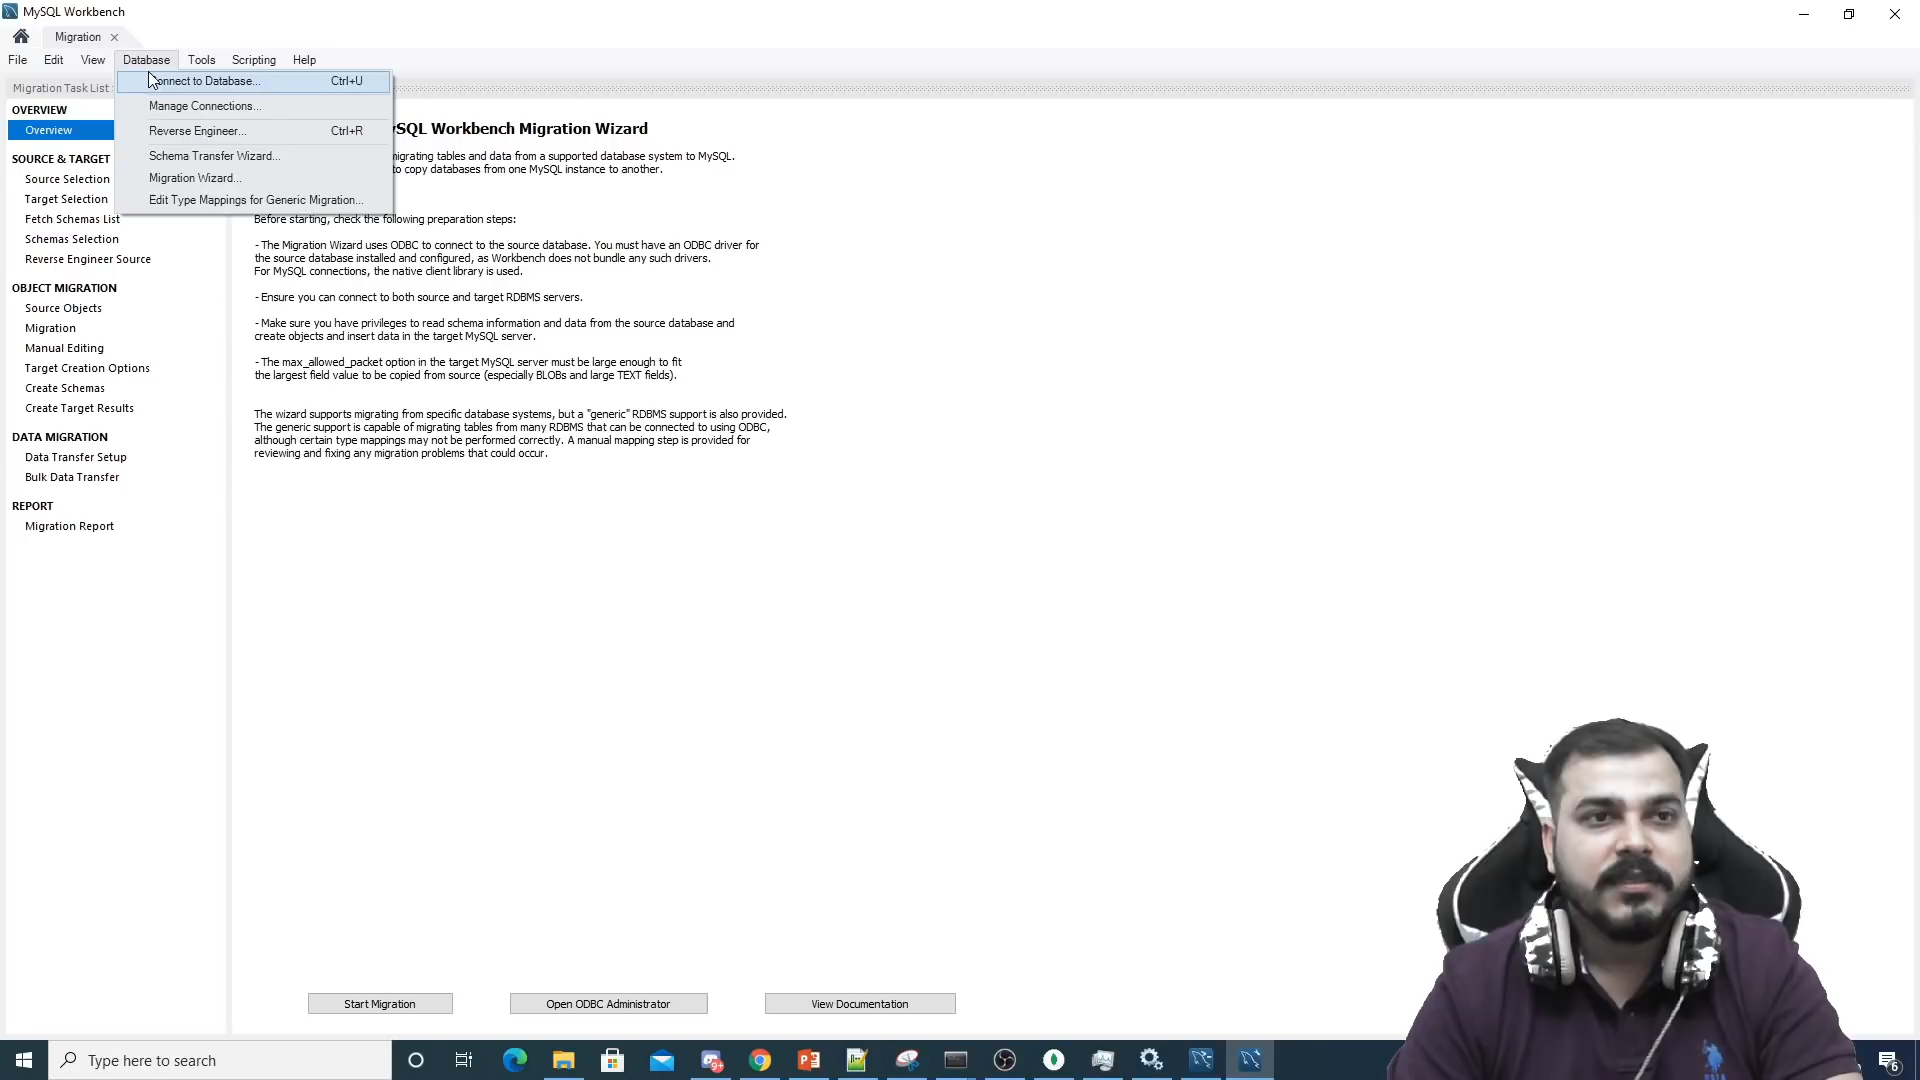 MySQL Workbench
Migration
File Edit View Database Tools Scripting Help
Migration Task List
OVERVIEW
Overview
SOURCE & TARGET
Source Selection
Target Selection
Fetch Schemas List
Schemas Selection
Reverse Engineer Source
OBJECT MIGRATION
Source Objects
Migration
Manual Editing
Target Creation Options
Create Schemas
Create Target Results
DATA MIGRATION
Data Transfer Setup
Bulk Data Transfer
REPORT
Migration Report
onnect to Database... Ctrl+U
Manage Connections...
Reverse Engineer... Ctrl+R
Schema Transfer Wizard...
Migration Wizard...
Edit Type Mappings for Generic Migration...
ySQL Workbench Migration Wizard
migrating tables and data from a supported database system to MySQL.
to copy databases from one MySQL instance to another.
Before starting, check the following preparation steps:
- The Migration Wizard uses ODBC to connect to the source database. You must have an ODBC driver for
the source database installed and configured, as Workbench does not bundle any such drivers.
For MySQL connections, the native client library is used.
- Ensure you can connect to both source and target RDBMS servers.
- Make sure you have privileges to read schema information and data from the source database and
create objects and insert data in the target MySQL server.
- The max_allowed_packet option in the target MySQL server must be large enough to fit
the largest field value to be copied from source (especially BLOBs and large TEXT fields).
The wizard supports migrating from specific database systems, but a "generic" RDBMS support is also provided.
The generic support is capable of migrating tables from many RDBMS that can be connected to using ODBC,
although certain type mappings may not be performed correctly. A manual mapping step is provided for
reviewing and fixing any migration problems that could occur.
Start Migration Open ODBC Administrator View Documentation
Type here to search
9+
6